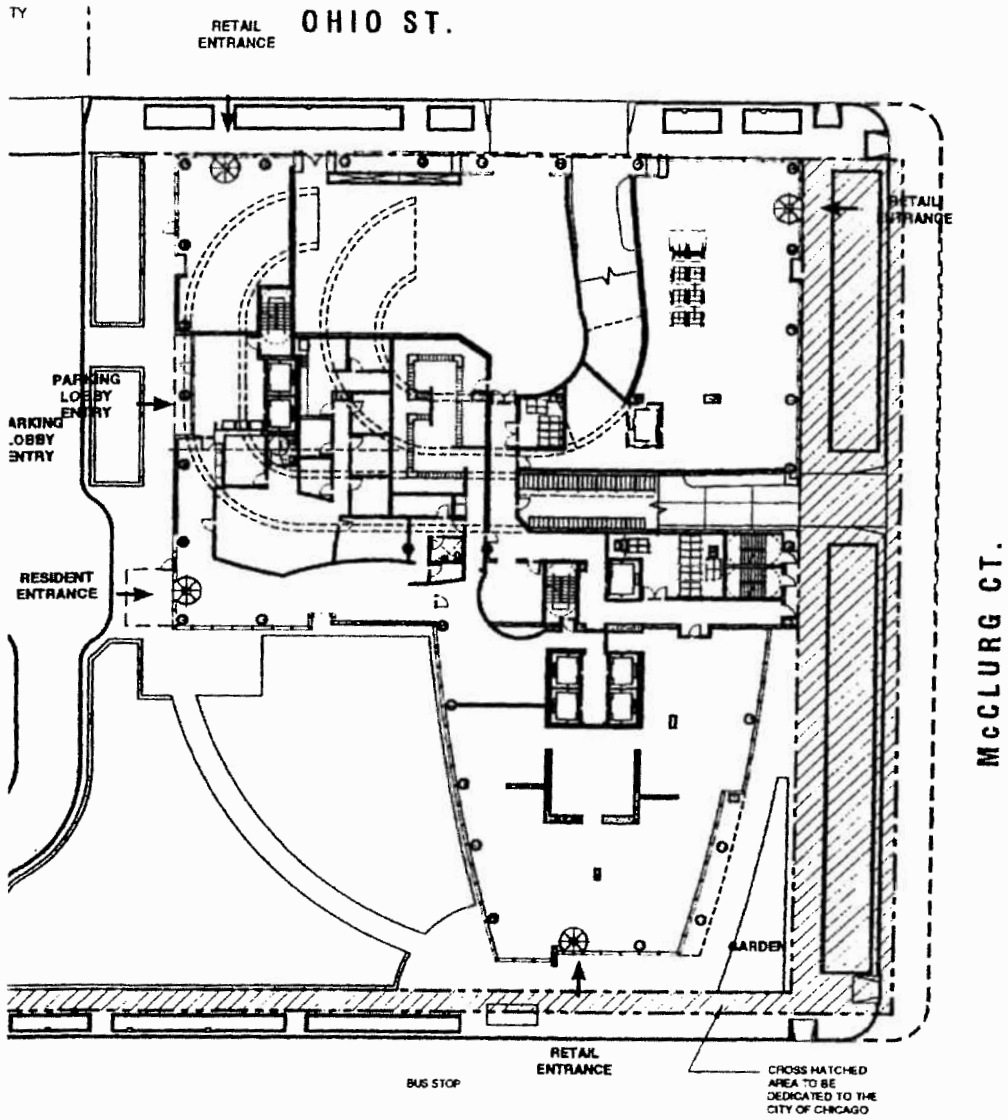 TY
OHIO ST.
RETAIL
ENTRANCE
RETAIL
ENTRANCE
PARKING
LOBBY
ENTRY
ARKING
LOBBY
ENTRY
RESIDENT
ENTRANCE
McCLURG CT.
GARDEN
RETAIL
ENTRANCE
BUS STOP
CROSS HATCHED
AREA TO BE
DEDICATED TO THE
CITY OF CHICAGO